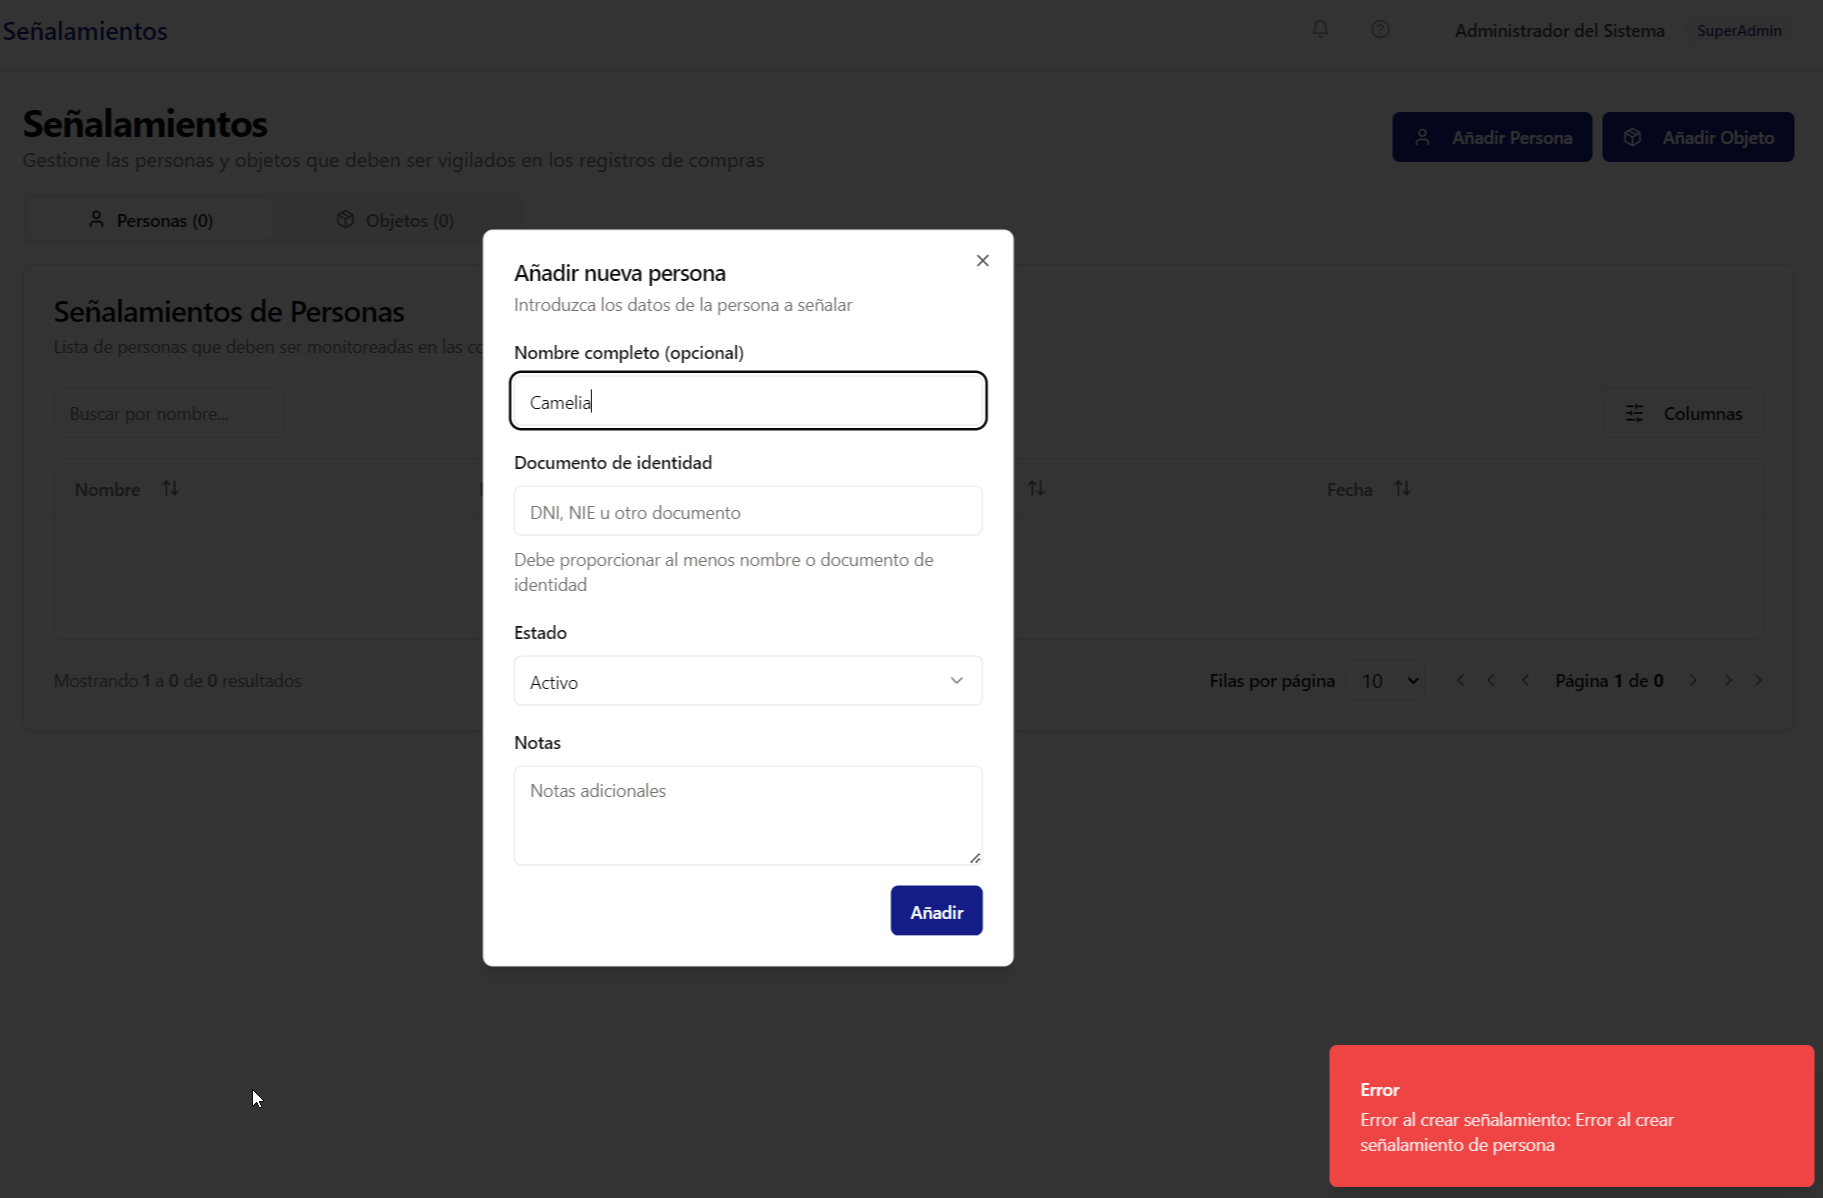 Señalamientos
Administrador del Sistema
SuperAdmin
Señalamientos
Gestione las personas y objetos que deben ser vigilados en los registros de compras
Añadir Persona
Añadir Objeto
Personas (0)
Objetos (0)
Señalamientos de Personas
Lista de personas que deben ser monitoreadas en las
Buscar por nombre...
Columnas
Nombre
Fecha
Mostrando 1 a 0 de 0 resultados
Filas por página
10
Página 1 de 0
Añadir nueva persona
Introduzca los datos de la persona a señalar
Nombre completo (opcional)
Camelia
Documento de identidad
DNI, NIE u otro documento
Debe proporcionar al menos nombre o documento de
identidad
Estado
Activo
Notas
Notas adicionales
Añadir
Error
Error al crear señalamiento: Error al crear
señalamiento de persona